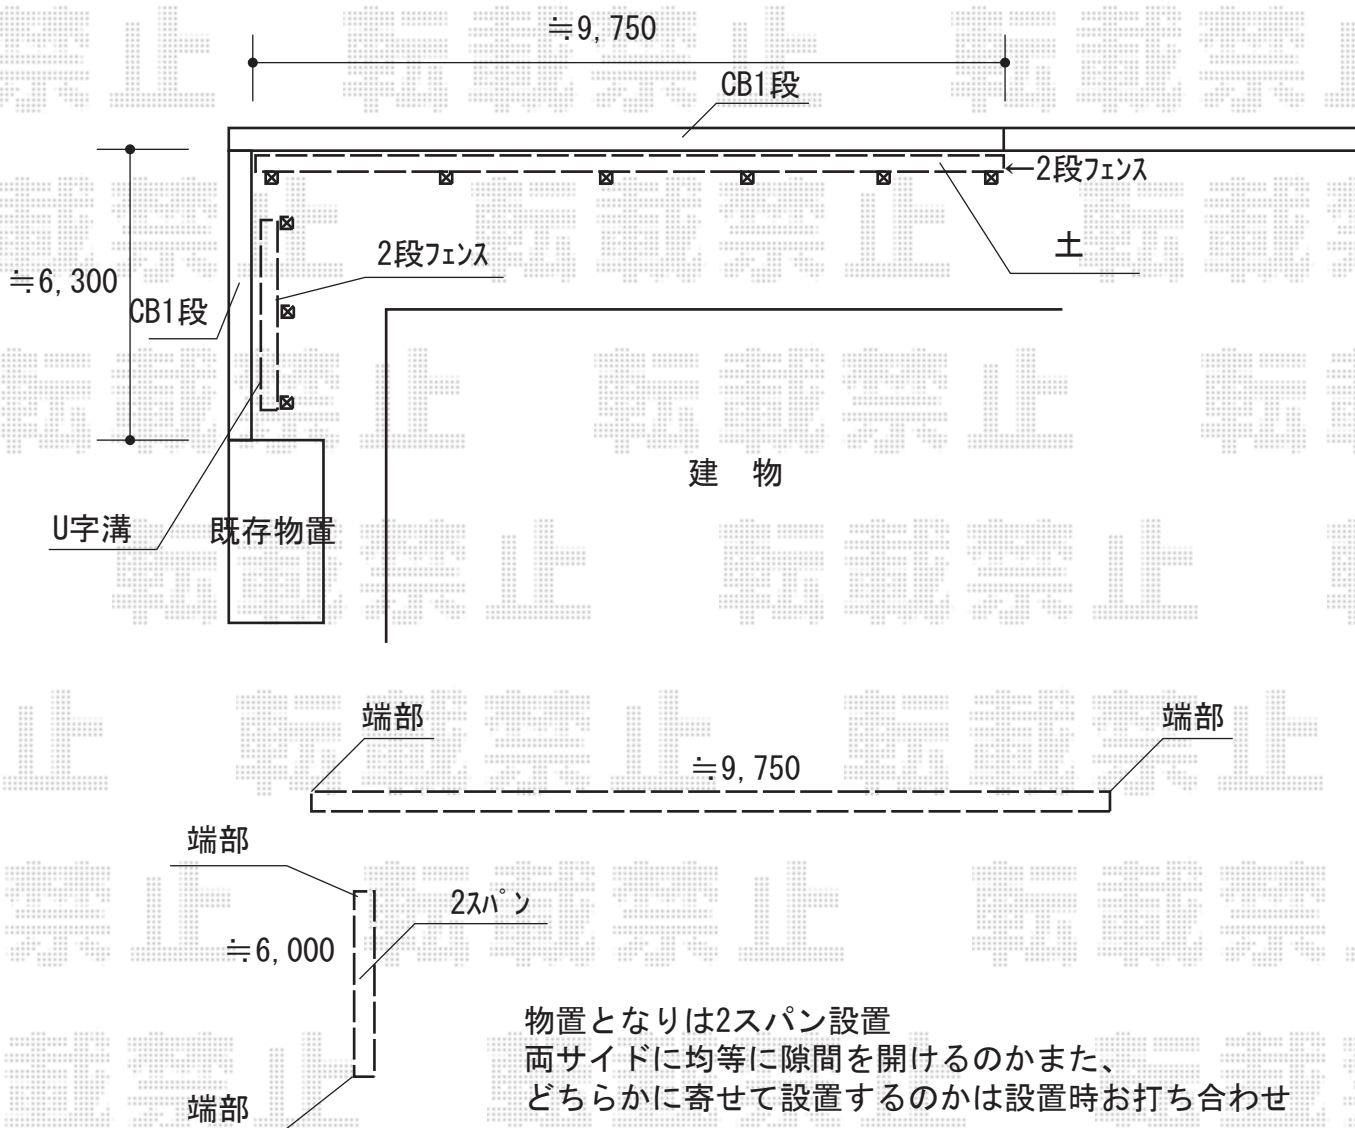 ≒9,750
CB1段
2段フェンス
土
2段フェンス
≒6,300
CB1段
建 物
U字溝
既存物置
端部
端部
≒9,750
端部
2スパン
≒6,000
物置となりは2スパン設置
両サイドに均等に隙間を開けるのかまた、
どちらかに寄せて設置するのかは設置時お打ち合わせ
端部
転載禁止